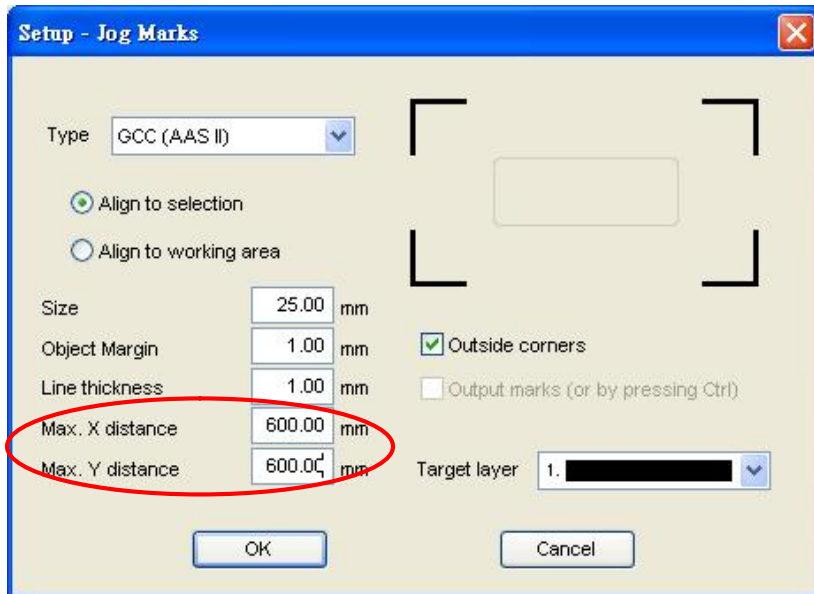 Setup - Jog Marks
Type GCC (AAS II)
Align to selection
Align to working area
Size 25.00 mm
Object Margin 1.00 mm
Outside corners
Line thickness 1.00 mm
Output marks (or by pressing Ctrl)
Max. X distance 600.00 mm
Max. Y distance 600.00 mm
Target layer 1.
OK Cancel